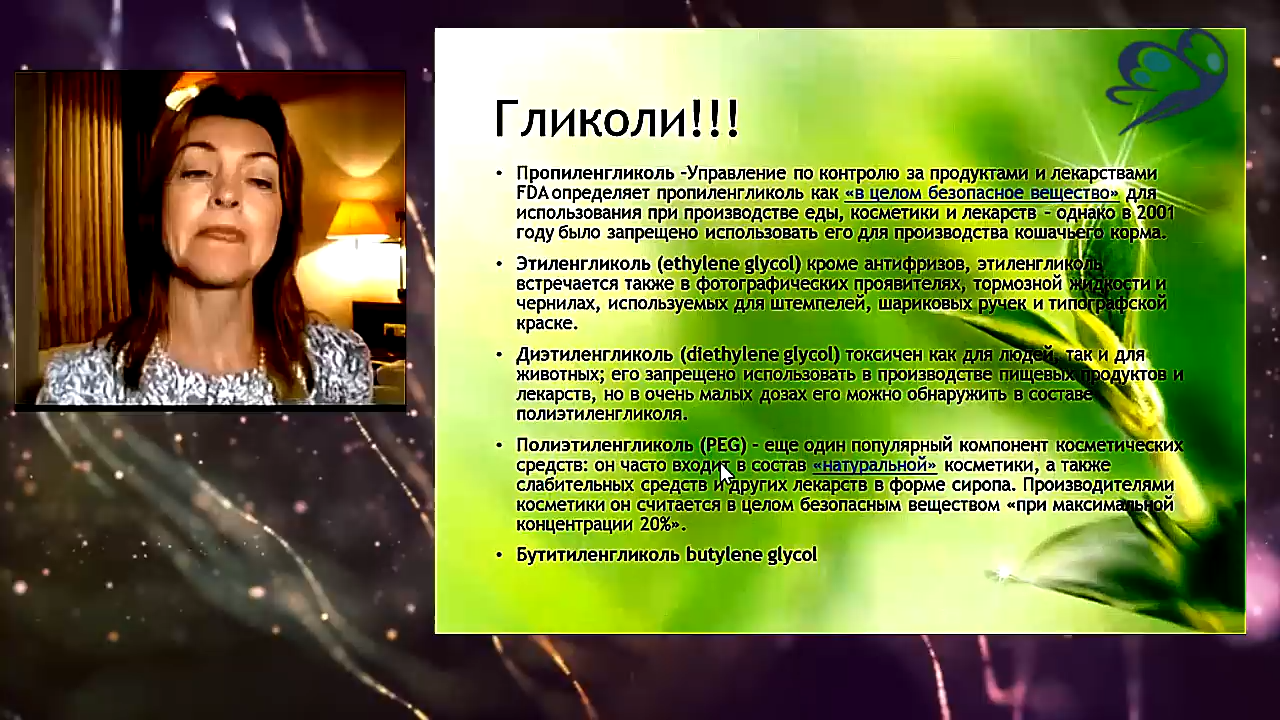 Гликоли!!!
• Пропиленгликоль -Управление по контролю за продуктами и лекарствами
FDA определяет пропиленгликоль как «в целом безопасное вещество» для
использования при производстве еды, косметики и лекарств – однако в 2001
году было запрещено использовать его для производства кошачьего корма.
• Этиленгликоль (ethylene glycol) кроме антифризов, этиленгликоль
встречается также в фотографических проявителях, тормозной жидкости и
чернилах, используемых для штемпелей, шариковых ручек и типографской
краске.
• Диэтиленгликоль (diethylene glycol) токсичен как для людей, так и для
животных; его запрещено использовать в производстве пищевых продуктов и
лекарств, но в очень малых дозах его можно обнаружить в составе
полиэтиленгликоля.
• Полиэтиленгликоль (PEG) – еще один популярный компонент косметических
средств: он часто входит в состав «натуральной» косметики, а также
слабительных средств и других лекарств в форме сиропа. Производителями
косметики он считается в целом безопасным веществом «при максимальной
концентрации 20%».
• Бутитиленгликоль butylene glycol